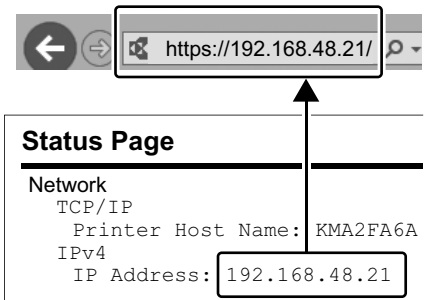 https://192.168.48.21/
Status Page
Network
TCP/IP
Printer Host Name: KMA2FA6A
IPv4
IP Address: 192.168.48.21